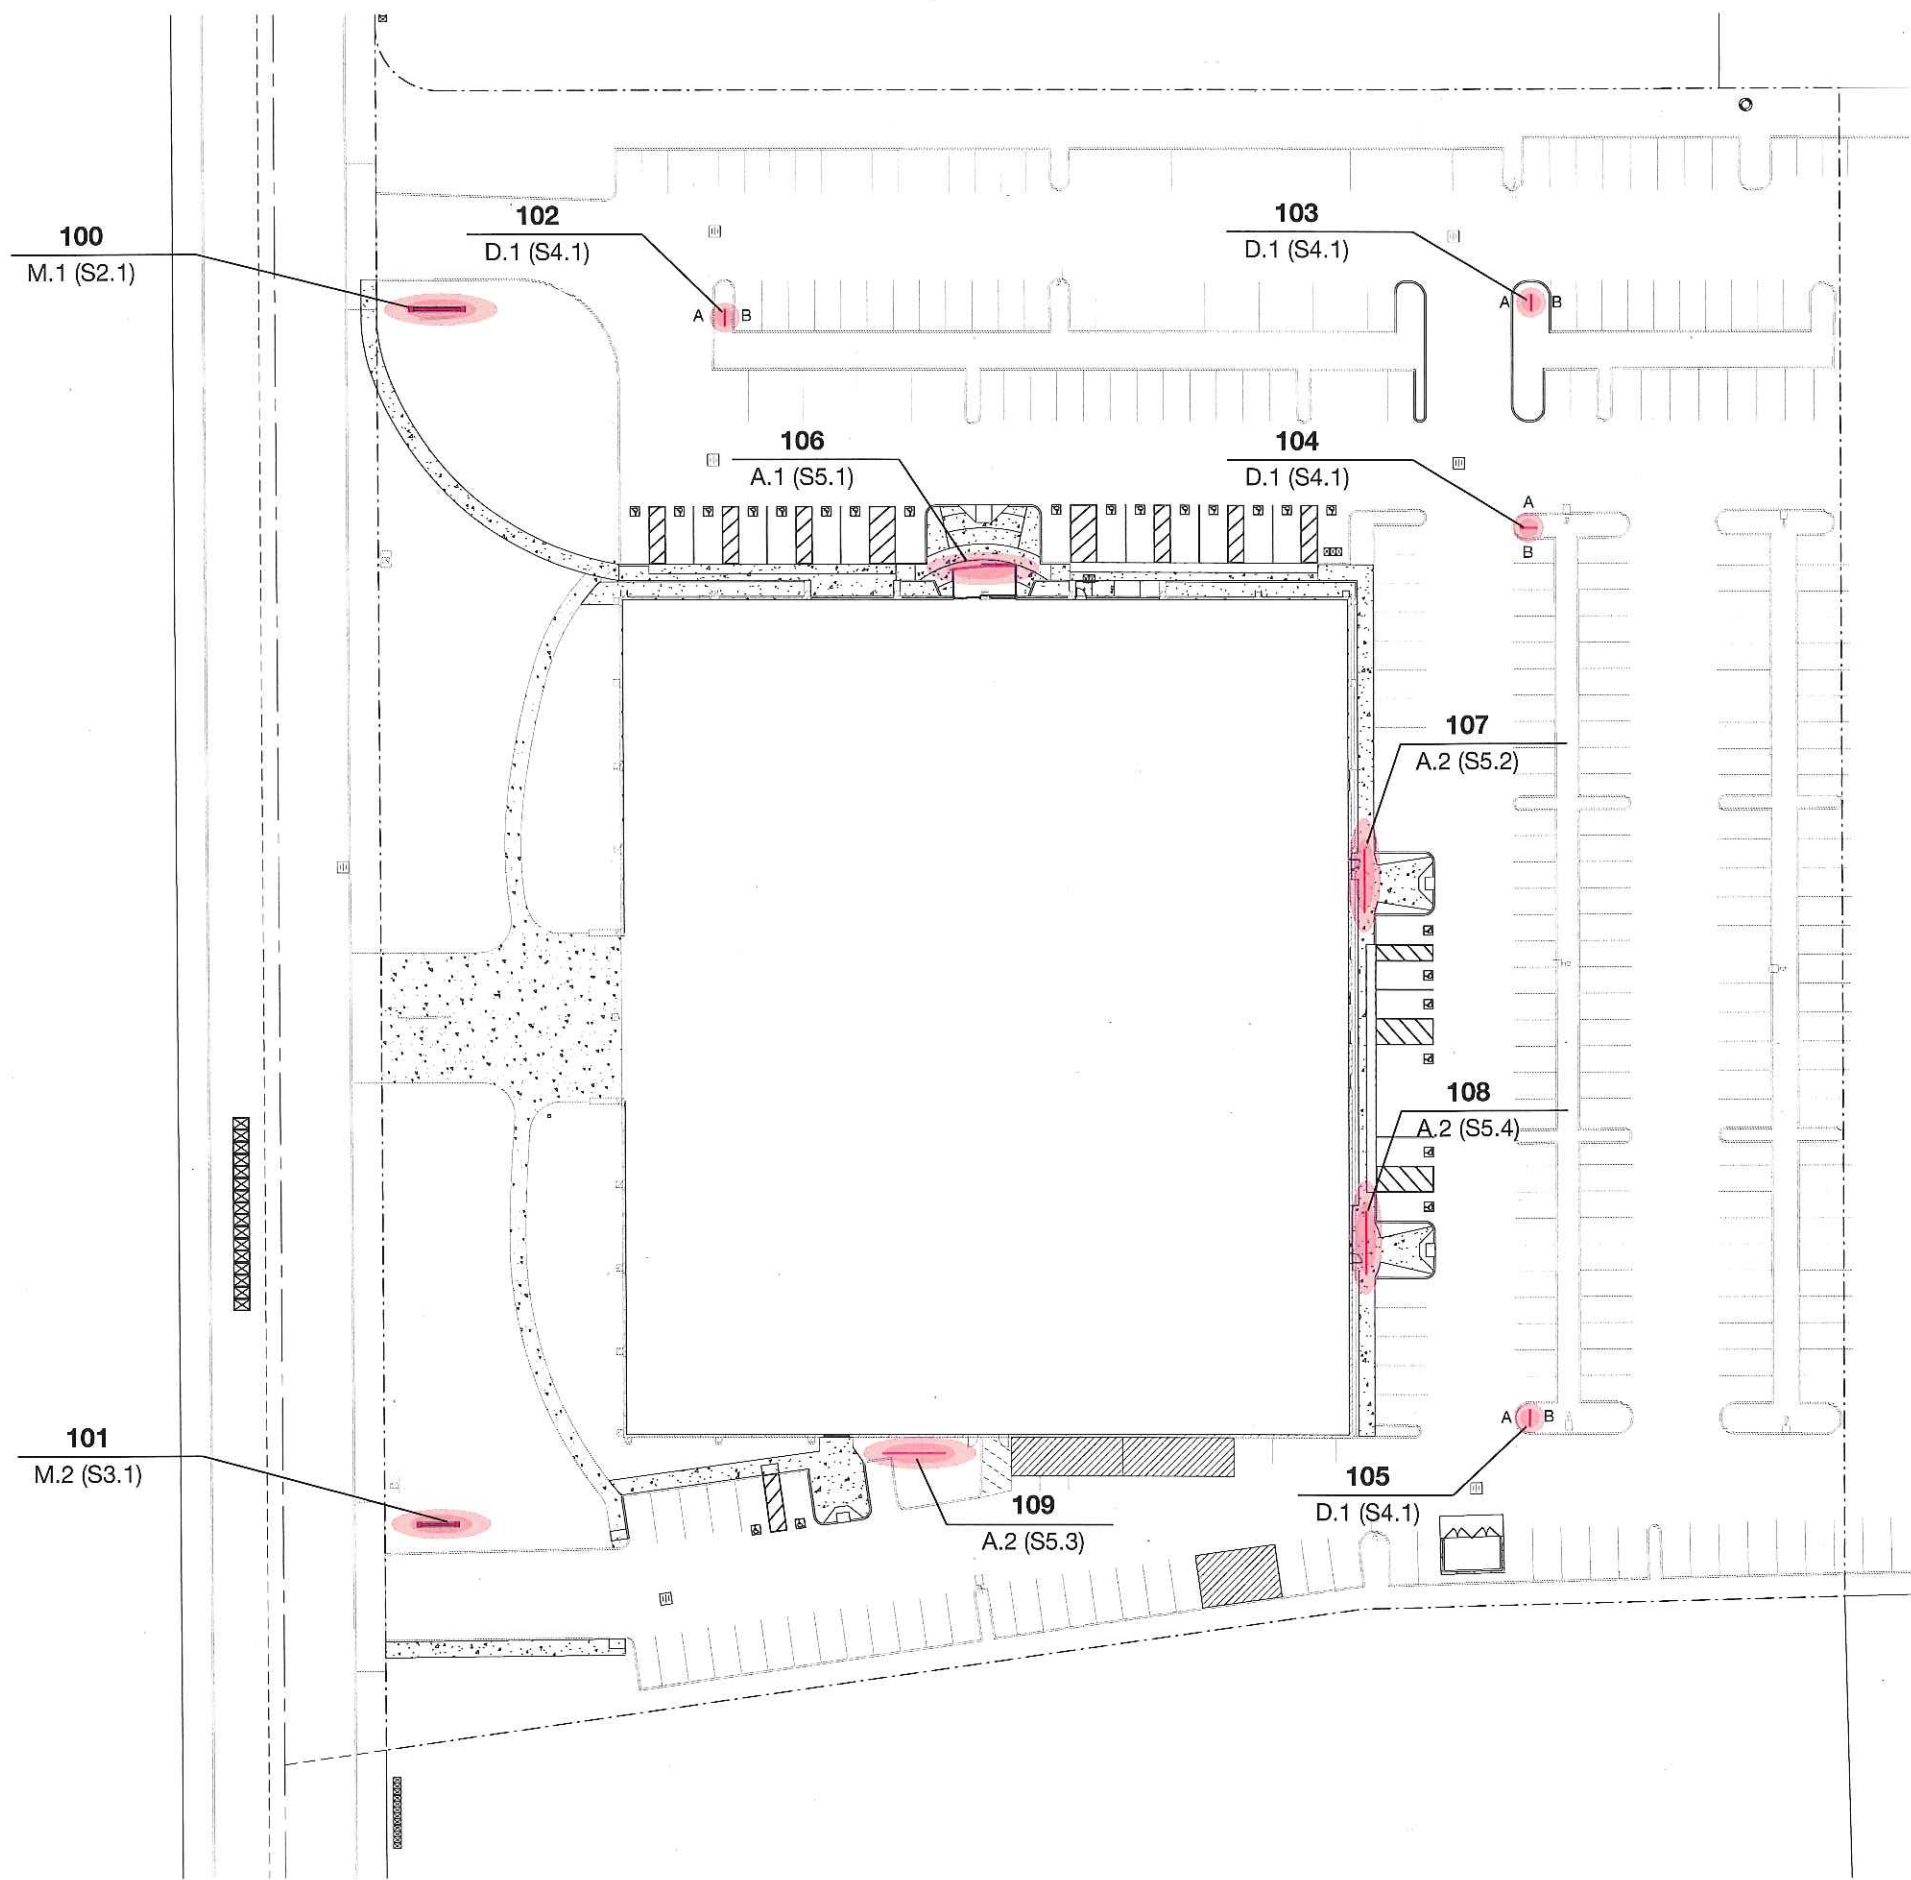 100
M.1 (S2.1)
102
D.1 (S4.1)
A B
103
D.1 (S4.1)
A B
106
A.1 (S5.1)
104
D.1 (S4.1)
A
B
107
A.2 (S5.2)
108
A.2 (S5.4)
101
M.2 (S3.1)
109
A.2 (S5.3)
105
D.1 (S4.1)
A B